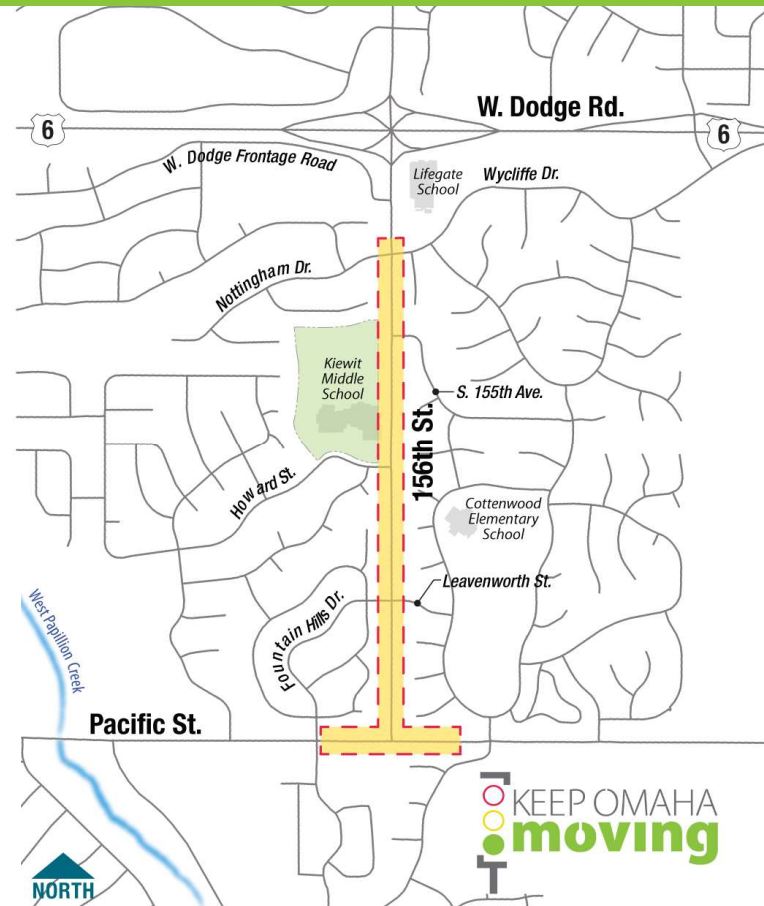 W. Dodge Rd.
6
6
W. Dodge Frontage Road
Lifegate
School
Wycliffe Dr.
Nottingham Dr.
Kiewit
Middle
School
S. 155th Ave.
156th St.
Howard St.
Cottenwood
Elementary
School
Leavenworth St.
Fountain Hills Dr.
West Papillion Creek
Pacific St.
KEEP OMAHA
moving
NORTH